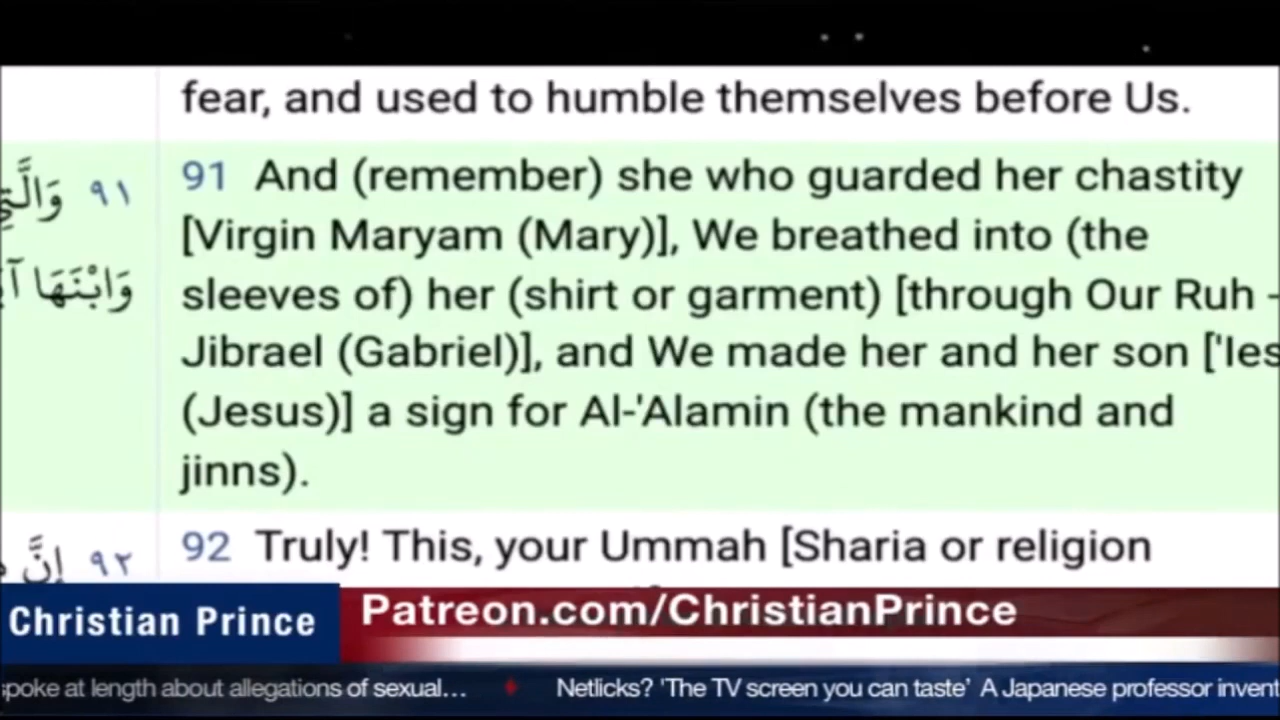 fear, and used to humble themselves before Us.
٩١ وَالَّتِي
91 And (remember) she who guarded her chastity
[Virgin Maryam (Mary)], We breathed into (the
وَابْنَهَا
sleeves of) her (shirt or garment) [through Our Ruh -
Jibrael (Gabriel)], and We made her and her son ['Ies
(Jesus)] a sign for Al-'Alamin (the mankind and
jinns).
٩٢ إِنَّ
92 Truly! This, your Ummah [Sharia or religion
Christian Prince
Patreon.com/ChristianPrince
spoke at length about allegations of sexual... Netlicks? 'The TV screen you can taste' A Japanese professor invent